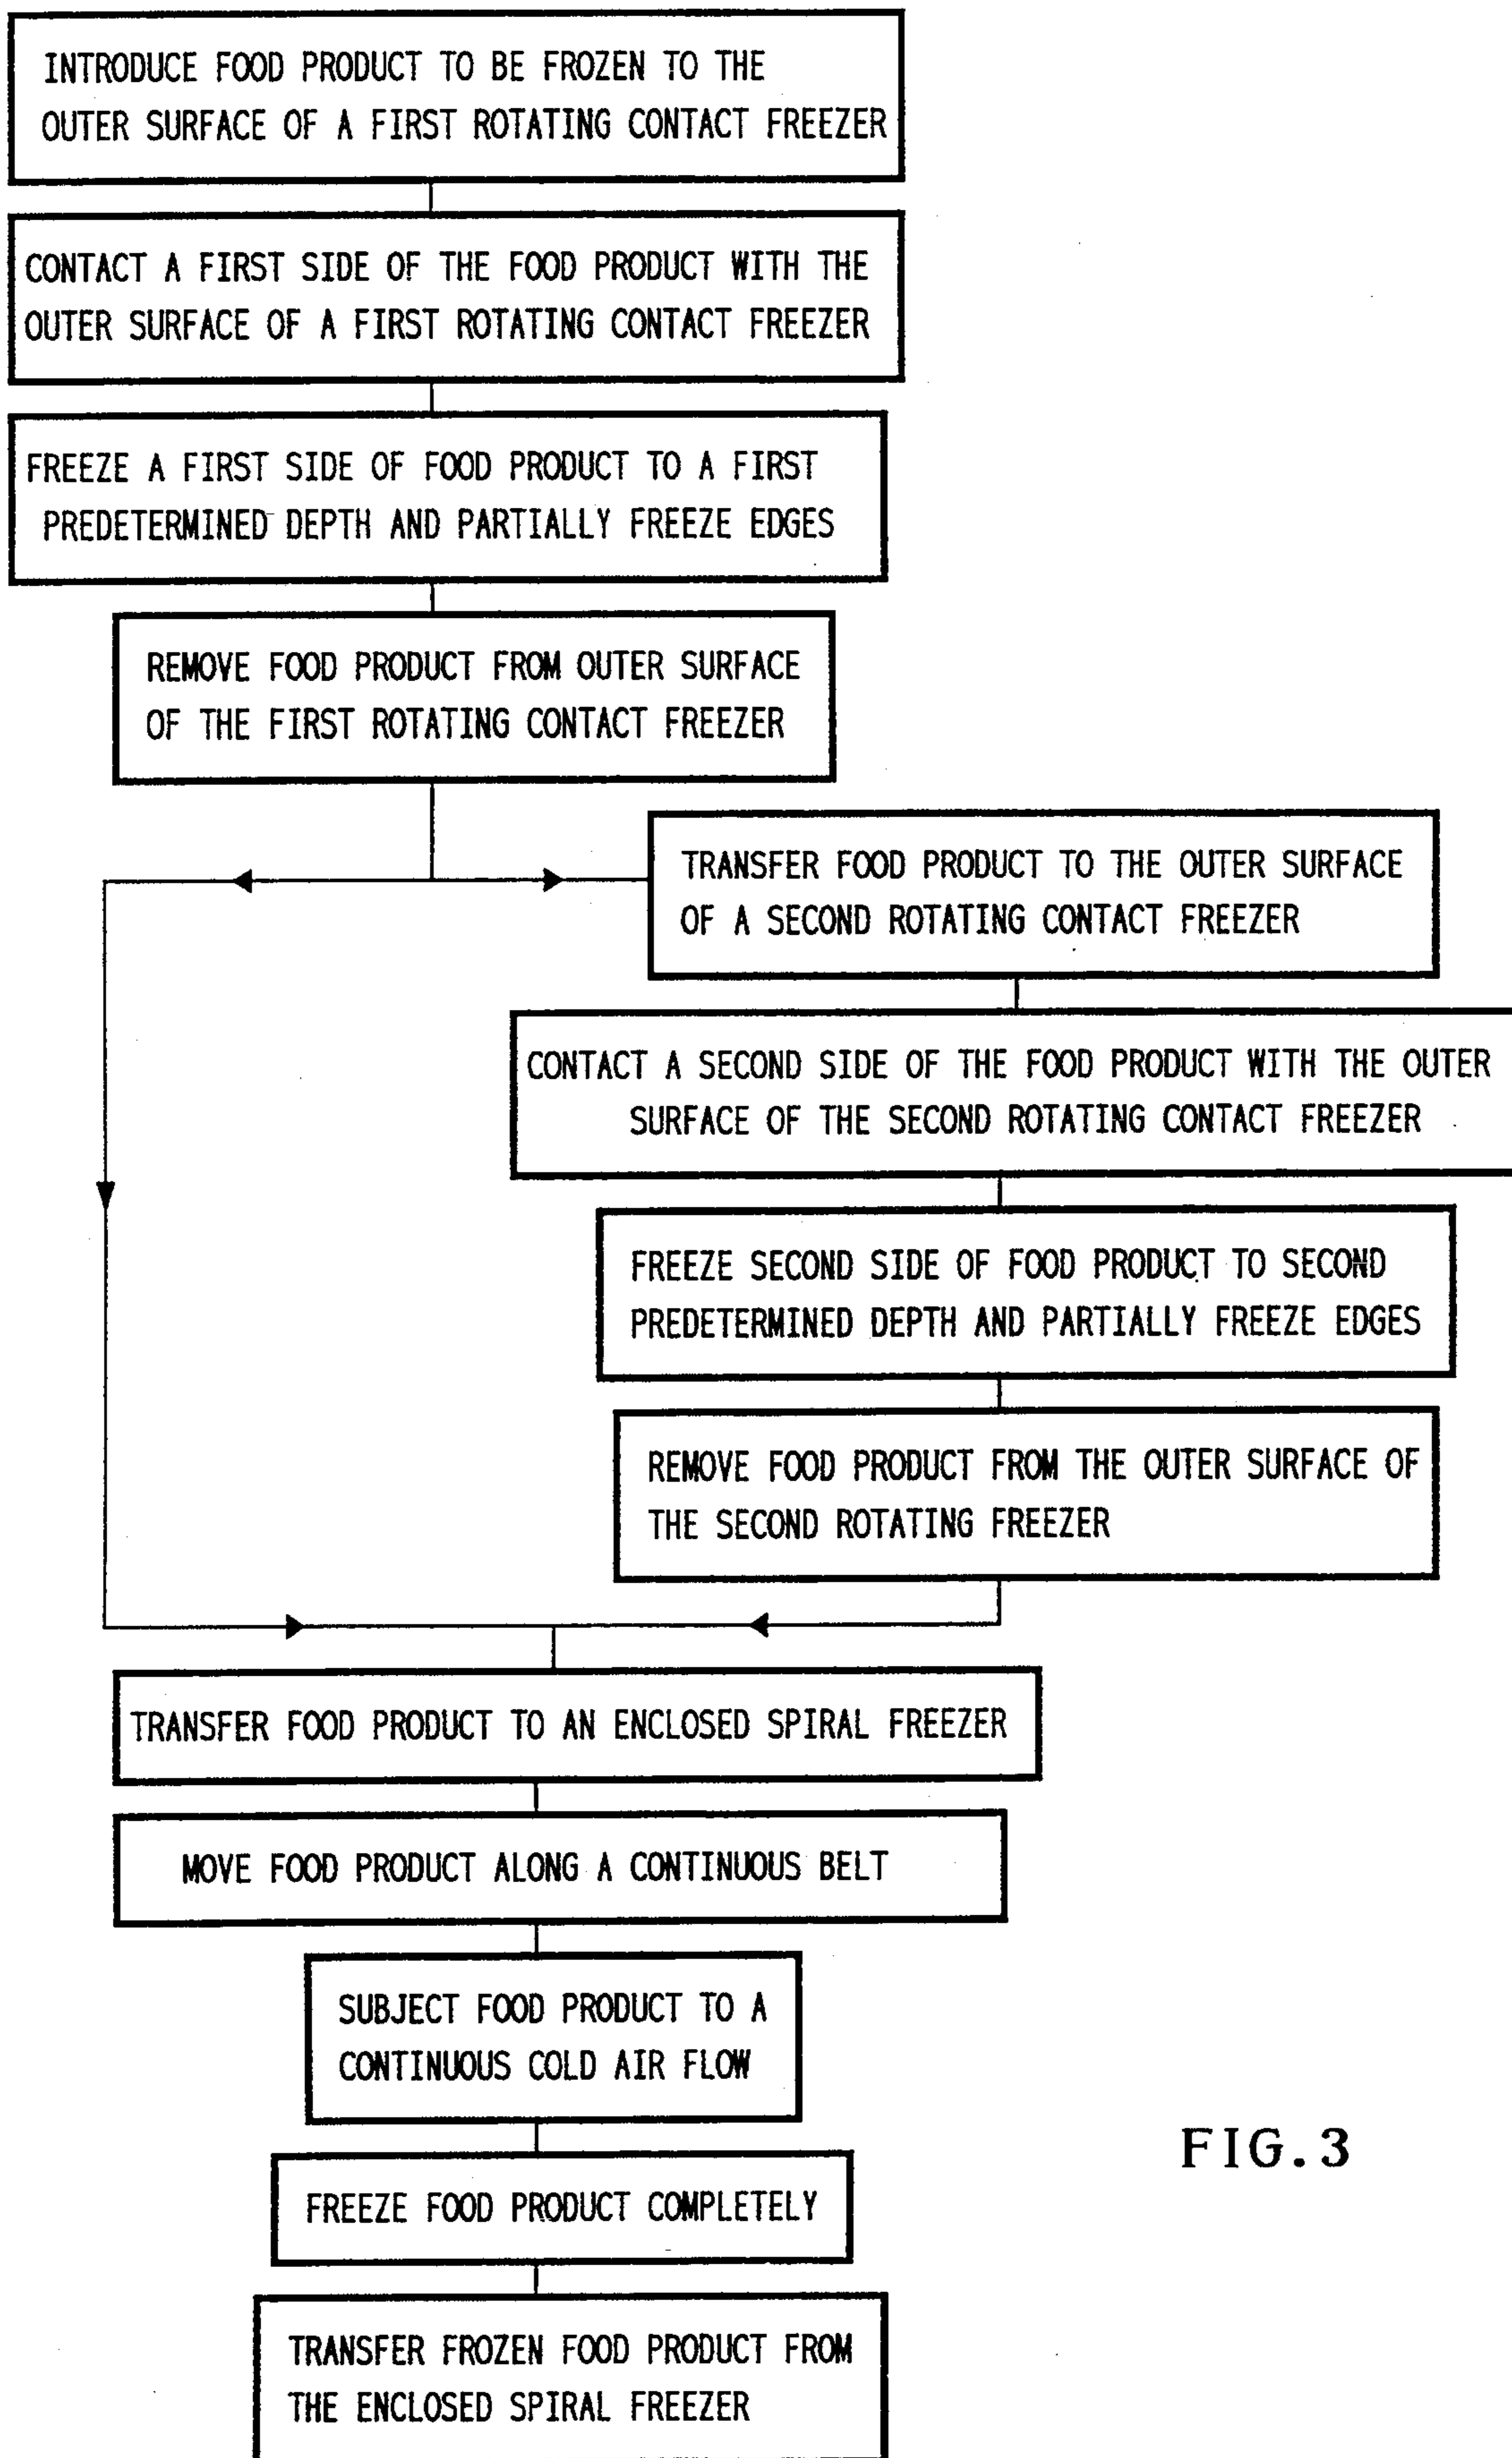 INTRODUCE FOOD PRODUCT TO BE FROZEN TO THE
OUTER SURFACE OF A FIRST ROTATING CONTACT FREEZER
CONTACT A FIRST SIDE OF THE FOOD PRODUCT WITH THE
OUTER SURFACE OF A FIRST ROTATING CONTACT FREEZER
FREEZE A FIRST SIDE OF FOOD PRODUCT TO A FIRST
PREDETERMINED DEPTH AND PARTIALLY FREEZE EDGES
REMOVE FOOD PRODUCT FROM OUTER SURFACE
OF THE FIRST ROTATING CONTACT FREEZER
TRANSFER FOOD PRODUCT TO THE OUTER SURFACE
OF A SECOND ROTATING CONTACT FREEZER
CONTACT A SECOND SIDE OF THE FOOD PRODUCT WITH THE OUTER
SURFACE OF THE SECOND ROTATING CONTACT FREEZER
FREEZE SECOND SIDE OF FOOD PRODUCT TO SECOND
PREDETERMINED DEPTH AND PARTIALLY FREEZE EDGES
REMOVE FOOD PRODUCT FROM THE OUTER SURFACE OF
THE SECOND ROTATING FREEZER
TRANSFER FOOD PRODUCT TO AN ENCLOSED SPIRAL FREEZER
MOVE FOOD PRODUCT ALONG A CONTINUOUS BELT
SUBJECT FOOD PRODUCT TO A
CONTINUOUS COLD AIR FLOW
FREEZE FOOD PRODUCT COMPLETELY
TRANSFER FROZEN FOOD PRODUCT FROM
THE ENCLOSED SPIRAL FREEZER
FIG.3